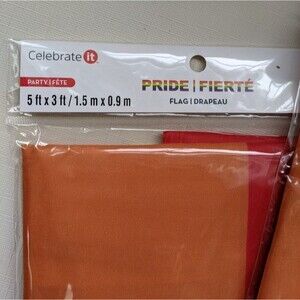 Celebrate it
PARTY | FÊTE
5 ft x 3 ft / 1.5 m x 0.9 m
PRIDE | FIERTÉ
FLAG | DRAPEAU